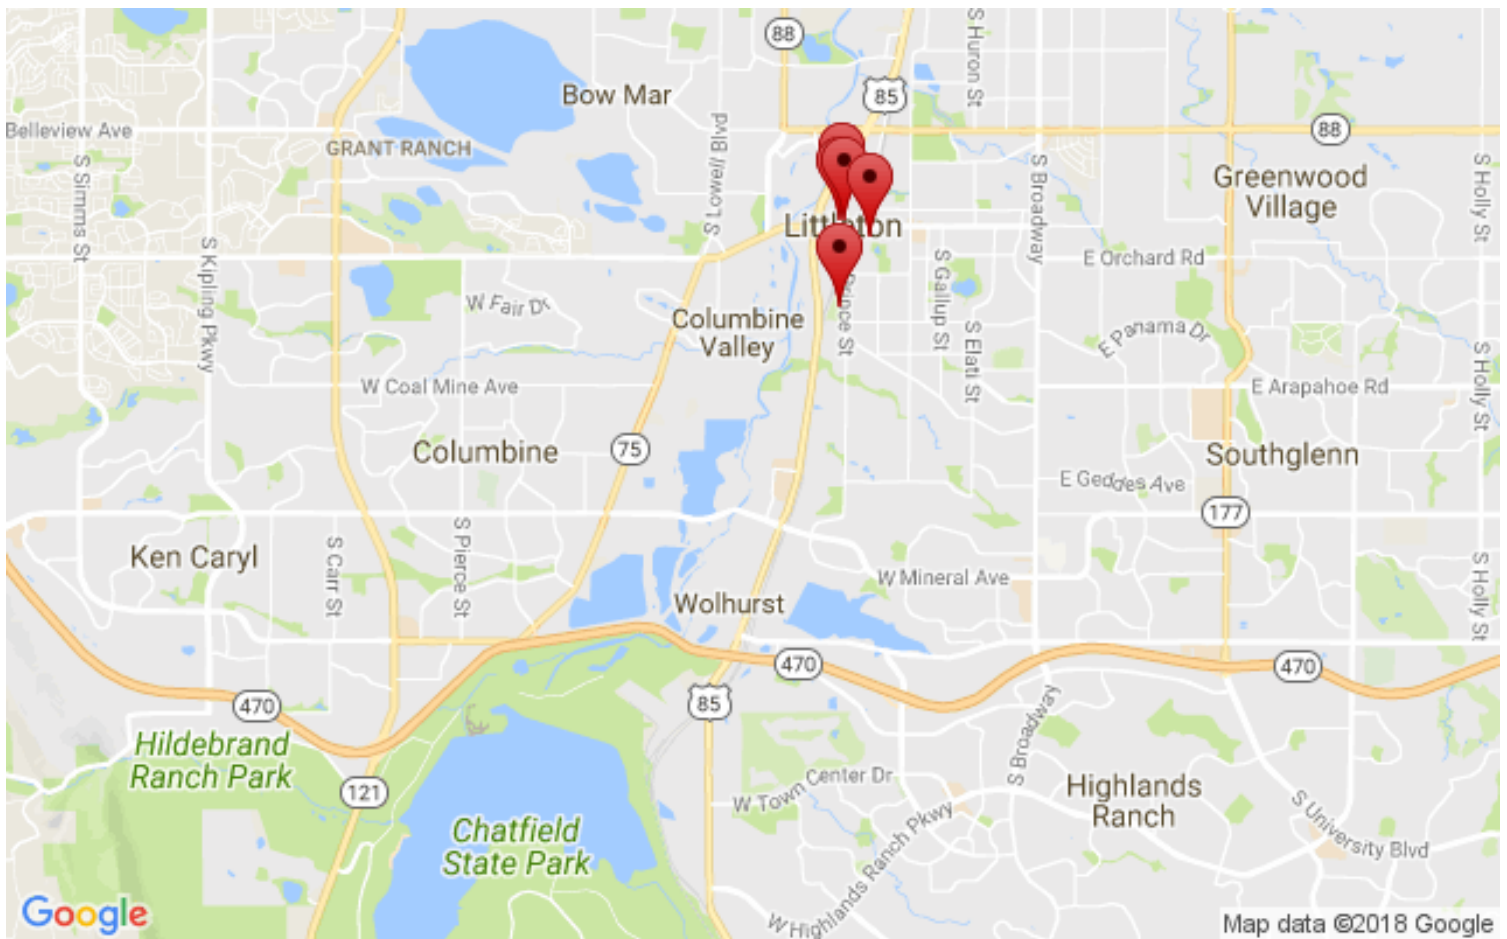 88
S Huron St
85
Bow Mar
Belleview Ave
GRANT RANCH
S Lowell Blvd
88
S Simms St
S Broadway
Greenwood
Village
S Holly St
Littleton
S Kipling Pkwy
E Orchard Rd
S Gallup St
W Fair Dr
Columbine
Valley
Prince St
S Elati St
E Panama Dr
S Holly St
W Coal Mine Ave
E Arapahoe Rd
Columbine
75
Southglenn
E Geddes Ave
177
Ken Caryl
S Carr St
S Pierce St
W Mineral Ave
S Holly St
Wolhurst
470
470
470
85
Hildebrand
Ranch Park
S Broadway
121
W Town Center Dr
Highlands
Ranch
S University Blvd
Chatfield
State Park
W Highlands Ranch Pkwy
Google
Map data ©2018 Google